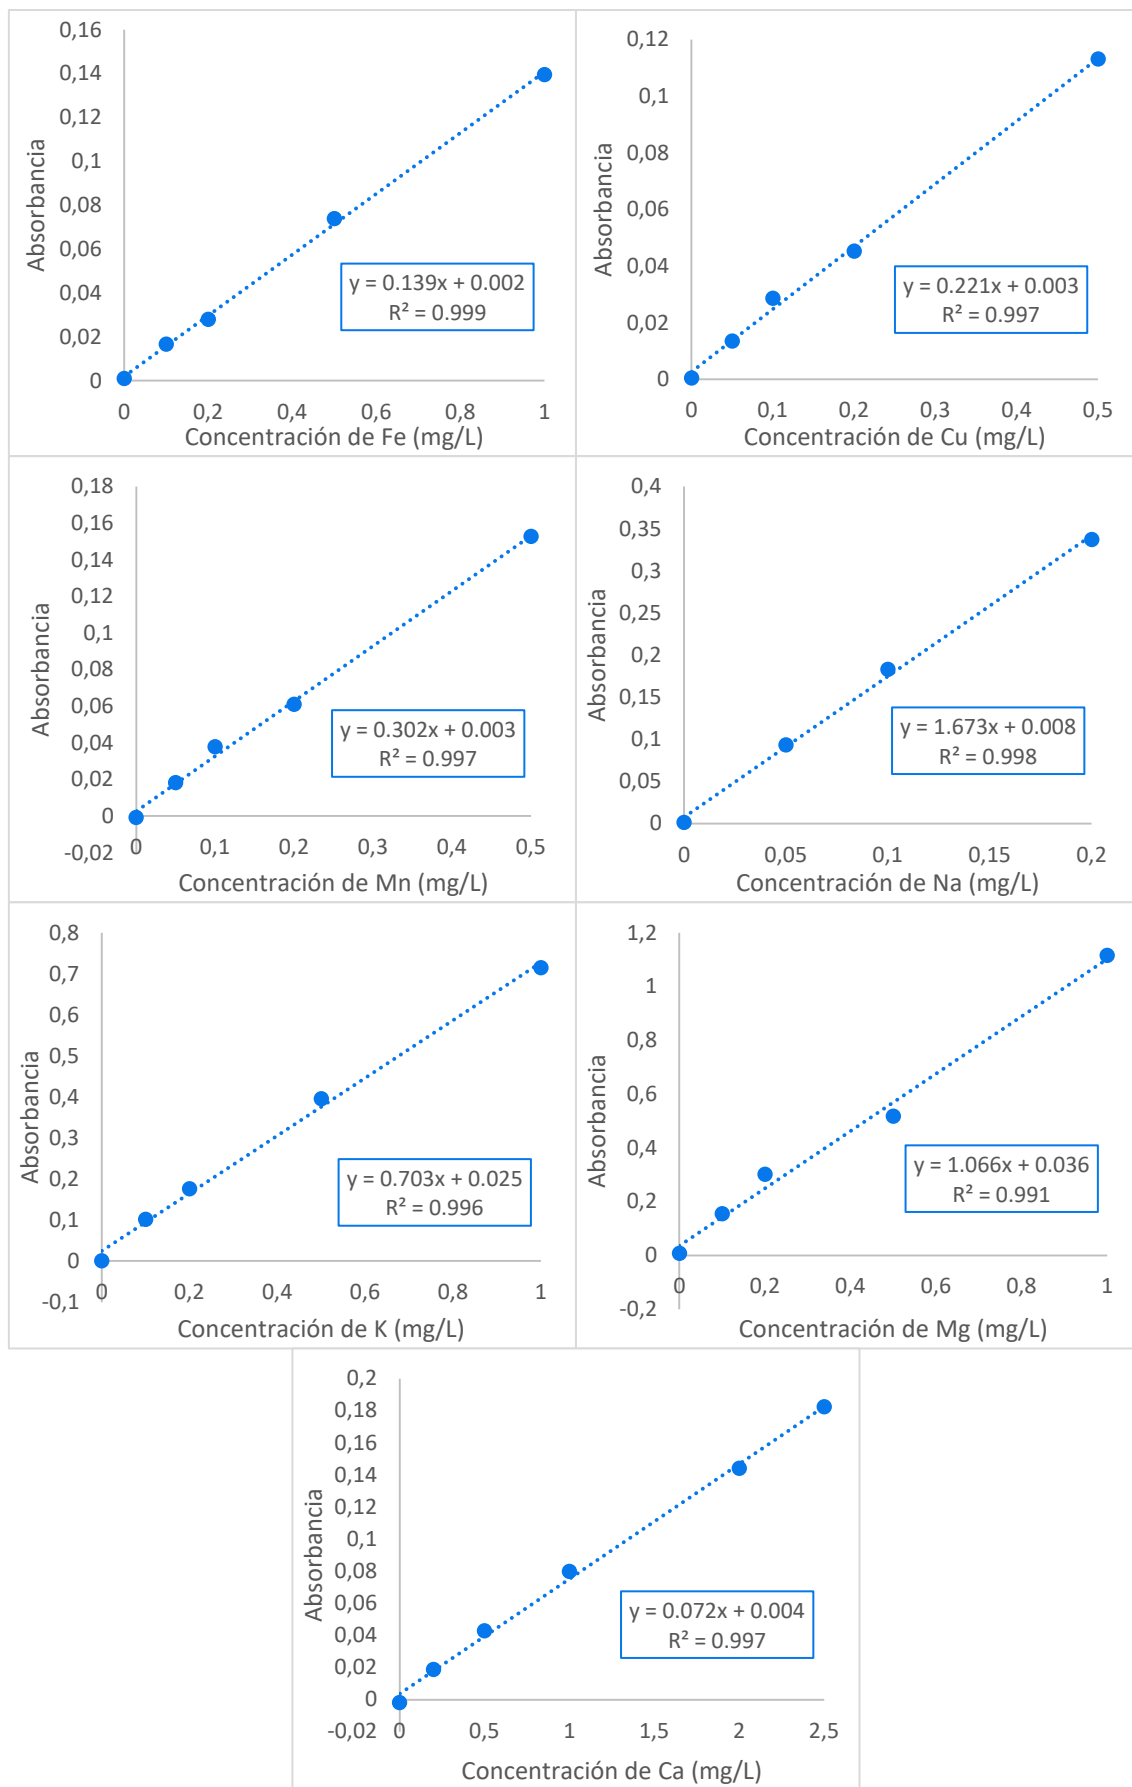 0,16
0,14
0,12
0,1
0,08
0,06
0,04
0,02
0
Absorbancia
y = 0.139x + 0.002
R² = 0.999
0 0,2 0,4 0,6 0,8 1
Concentración de Fe (mg/L)
0,12
0,1
0,08
0,06
0,04
0,02
0
Absorbancia
y = 0.221x + 0.003
R² = 0.997
0 0,1 0,2 0,3 0,4 0,5
Concentración de Cu (mg/L)
0,18
0,16
0,14
0,12
0,1
0,08
0,06
0,04
0,02
0
-0,02
Absorbancia
y = 0.302x + 0.003
R² = 0.997
0 0,1 0,2 0,3 0,4 0,5
Concentración de Mn (mg/L)
0,4
0,35
0,3
0,25
0,2
0,15
0,1
0,05
0
Absorbancia
y = 1.673x + 0.008
R² = 0.998
0 0,05 0,1 0,15 0,2
Concentración de Na (mg/L)
0,8
0,7
0,6
0,5
0,4
0,3
0,2
0,1
0
-0,1
Absorbancia
y = 0.703x + 0.025
R² = 0.996
0 0,2 0,4 0,6 0,8 1
Concentración de K (mg/L)
1,2
1
0,8
0,6
0,4
0,2
0
-0,2
Absorbancia
y = 1.066x + 0.036
R² = 0.991
0 0,2 0,4 0,6 0,8 1
Concentración de Mg (mg/L)
0,2
0,18
0,16
0,14
0,12
0,1
0,08
0,06
0,04
0,02
0
-0,02
Absorbancia
y = 0.072x + 0.004
R² = 0.997
0 0,5 1 1,5 2 2,5
Concentración de Ca (mg/L)